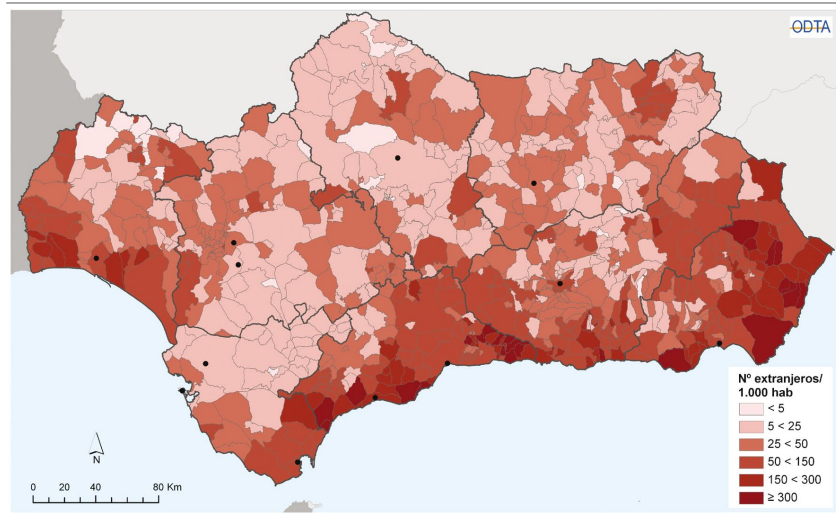 ODTA
Nº extranjeros/
1.000 hab
< 5
5 < 25
25 < 50
50 < 150
150 < 300
≥ 300
N
0 20 40 80 Km